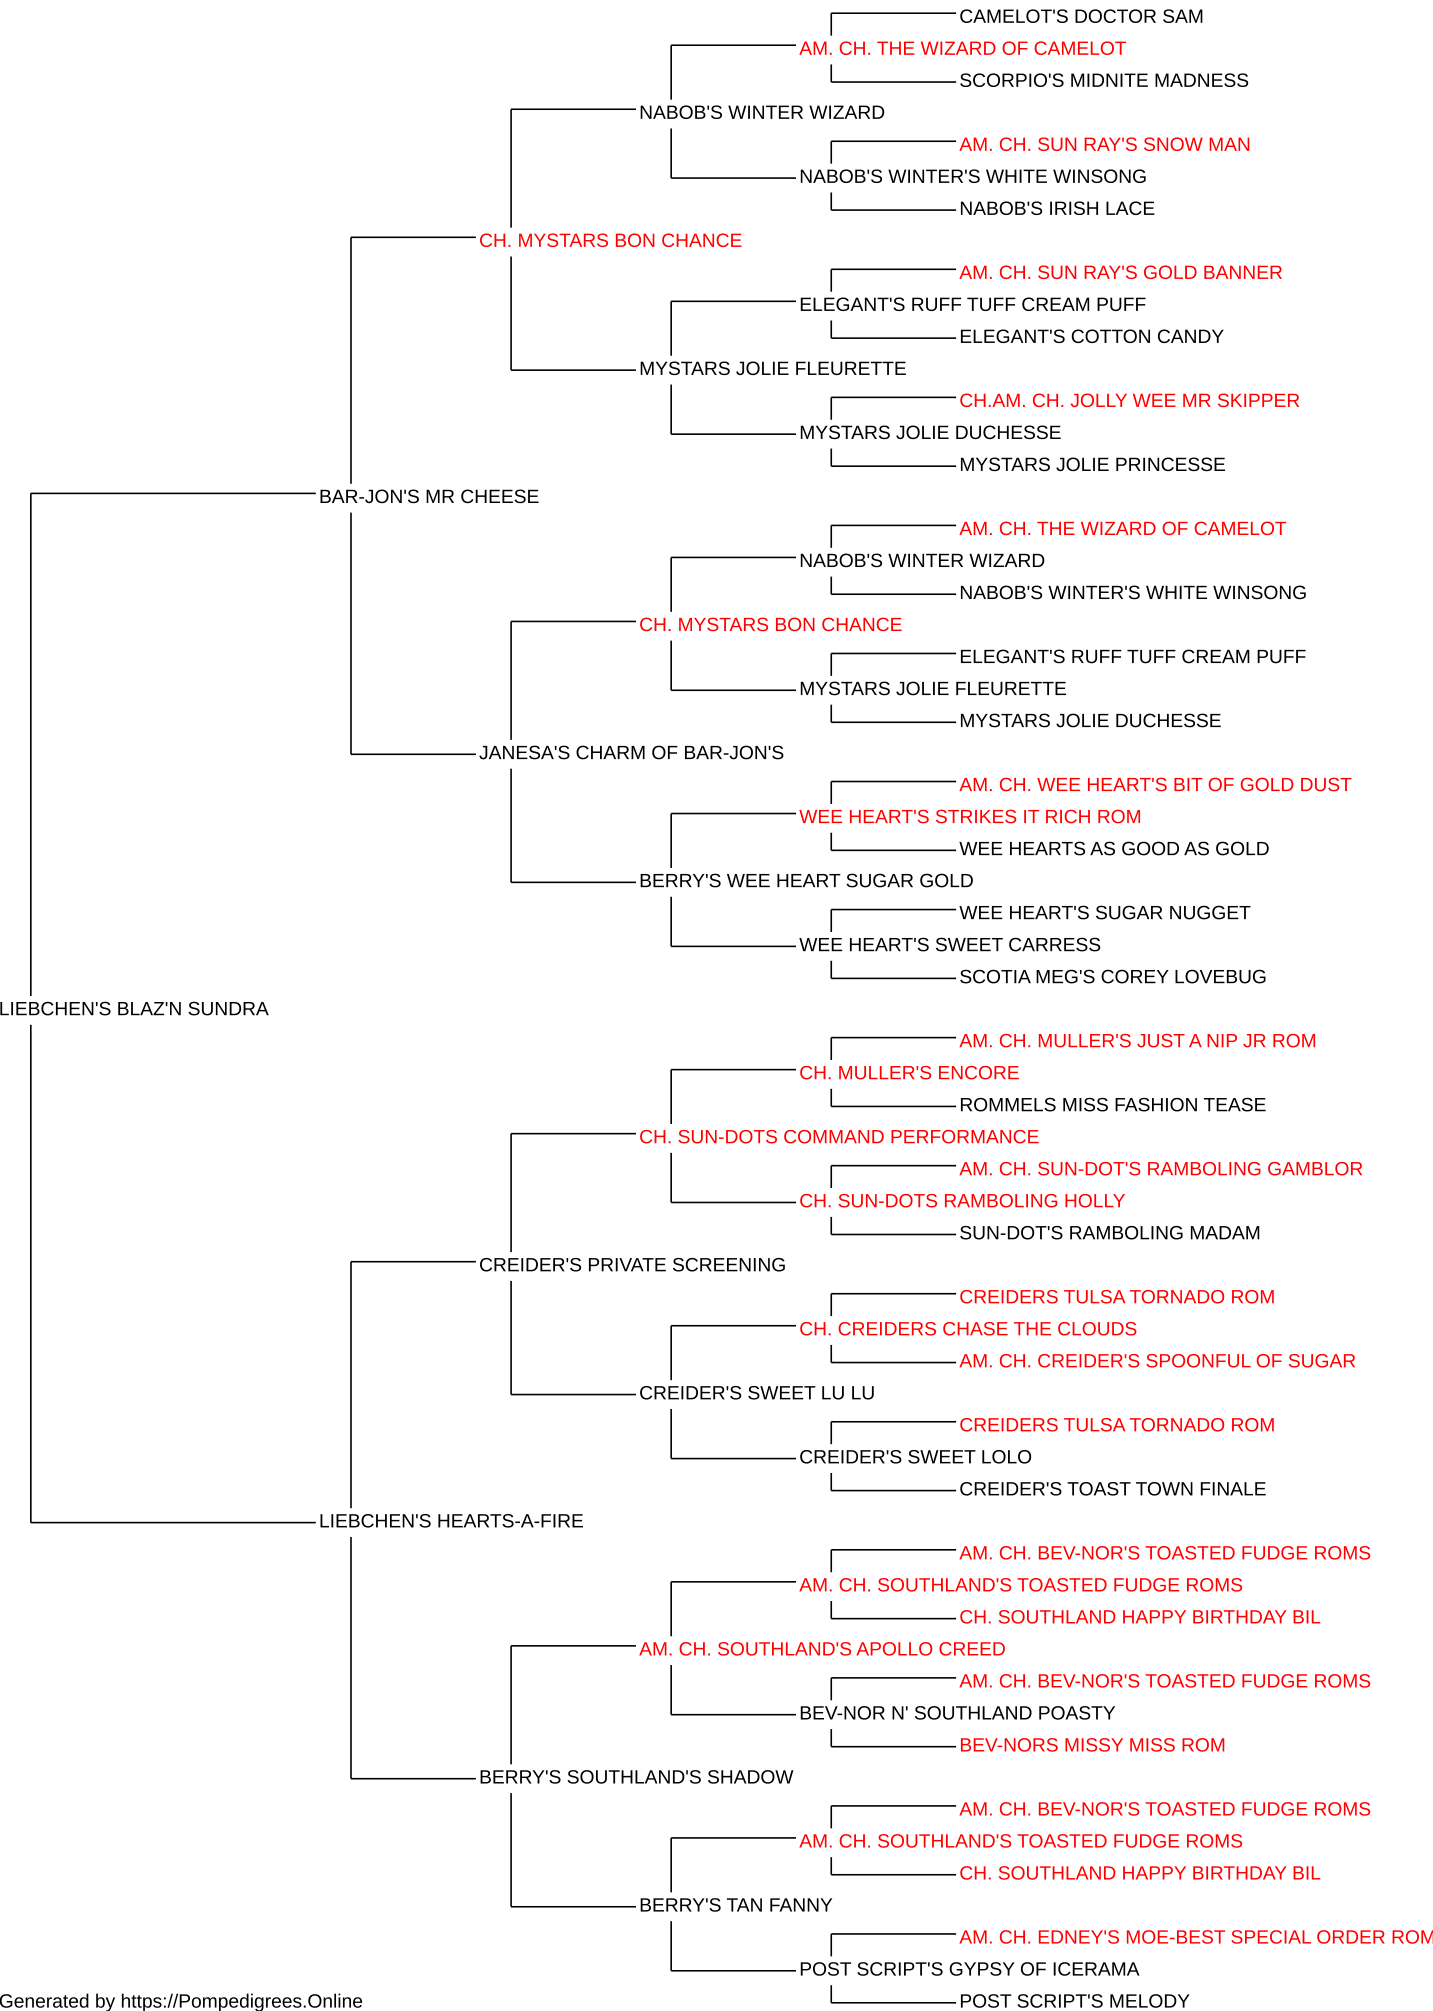 CAMELOT'S DOCTOR SAM
AM. CH. THE WIZARD OF CAMELOT
SCORPIO'S MIDNITE MADNESS
NABOB'S WINTER WIZARD
AM. CH. SUN RAY'S SNOW MAN
NABOB'S WINTER'S WHITE WINSONG
NABOB'S IRISH LACE
CH. MYSTARS BON CHANCE
AM. CH. SUN RAY'S GOLD BANNER
ELEGANT'S RUFF TUFF CREAM PUFF
ELEGANT'S COTTON CANDY
MYSTARS JOLIE FLEURETTE
CH.AM. CH. JOLLY WEE MR SKIPPER
MYSTARS JOLIE DUCHESSE
MYSTARS JOLIE PRINCESSE
BAR-JON'S MR CHEESE
AM. CH. THE WIZARD OF CAMELOT
NABOB'S WINTER WIZARD
NABOB'S WINTER'S WHITE WINSONG
CH. MYSTARS BON CHANCE
ELEGANT'S RUFF TUFF CREAM PUFF
MYSTARS JOLIE FLEURETTE
MYSTARS JOLIE DUCHESSE
JANESA'S CHARM OF BAR-JON'S
AM. CH. WEE HEART'S BIT OF GOLD DUST
WEE HEART'S STRIKES IT RICH ROM
WEE HEARTS AS GOOD AS GOLD
BERRY'S WEE HEART SUGAR GOLD
WEE HEART'S SUGAR NUGGET
WEE HEART'S SWEET CARRESS
SCOTIA MEG'S COREY LOVEBUG
LIEBCHEN'S BLAZ'N SUNDRA
AM. CH. MULLER'S JUST A NIP JR ROM
CH. MULLER'S ENCORE
ROMMELS MISS FASHION TEASE
CH. SUN-DOTS COMMAND PERFORMANCE
AM. CH. SUN-DOT'S RAMBOLING GAMBLOR
CH. SUN-DOTS RAMBOLING HOLLY
SUN-DOT'S RAMBOLING MADAM
CREIDER'S PRIVATE SCREENING
CREIDERS TULSA TORNADO ROM
CH. CREIDERS CHASE THE CLOUDS
AM. CH. CREIDER'S SPOONFUL OF SUGAR
CREIDER'S SWEET LU LU
CREIDERS TULSA TORNADO ROM
CREIDER'S SWEET LOLO
CREIDER'S TOAST TOWN FINALE
LIEBCHEN'S HEARTS-A-FIRE
AM. CH. BEV-NOR'S TOASTED FUDGE ROMS
AM. CH. SOUTHLAND'S TOASTED FUDGE ROMS
CH. SOUTHLAND HAPPY BIRTHDAY BIL
AM. CH. SOUTHLAND'S APOLLO CREED
AM. CH. BEV-NOR'S TOASTED FUDGE ROMS
BEV-NOR N' SOUTHLAND POASTY
BEV-NORS MISSY MISS ROM
BERRY'S SOUTHLAND'S SHADOW
AM. CH. BEV-NOR'S TOASTED FUDGE ROMS
AM. CH. SOUTHLAND'S TOASTED FUDGE ROMS
CH. SOUTHLAND HAPPY BIRTHDAY BIL
BERRY'S TAN FANNY
AM. CH. EDNEY'S MOE-BEST SPECIAL ORDER ROM
POST SCRIPT'S GYPSY OF ICERAMA
POST SCRIPT'S MELODY
Generated by https://Pompedigrees.Online